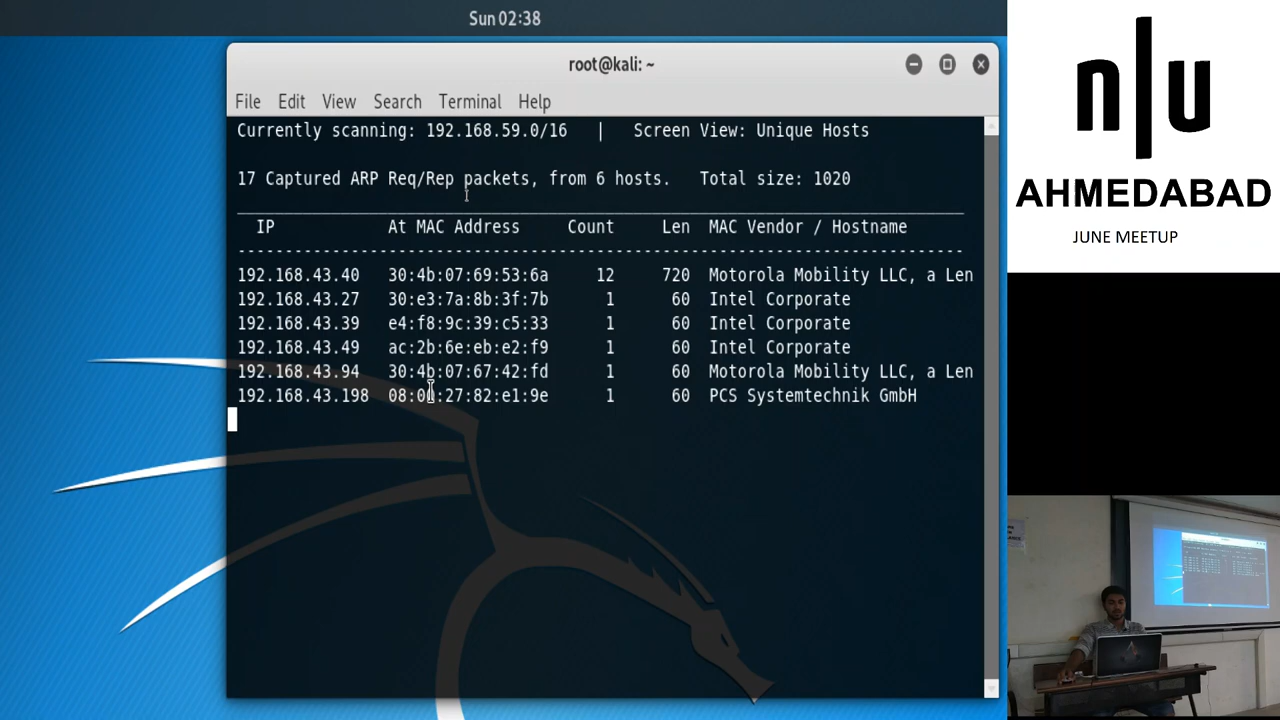 Sun 02:38
root@kali: ~
File Edit View Search Terminal Help
Currently scanning: 192.168.59.0/16 | Screen View: Unique Hosts
17 Captured ARP Req/Rep packets, from 6 hosts. Total size: 1020
IP At MAC Address Count Len MAC Vendor / Hostname
192.168.43.40 30:4b:07:69:53:6a 12 720 Motorola Mobility LLC, a Len
192.168.43.27 30:e3:7a:8b:3f:7b 1 60 Intel Corporate
192.168.43.39 e4:f8:9c:39:c5:33 1 60 Intel Corporate
192.168.43.49 ac:2b:6e:eb:e2:f9 1 60 Intel Corporate
192.168.43.94 30:4b:07:67:42:fd 1 60 Motorola Mobility LLC, a Len
192.168.43.198 08:00:27:82:e1:9e 1 60 PCS Systemtechnik GmbH
n|u
AHMEDABAD
JUNE MEETUP